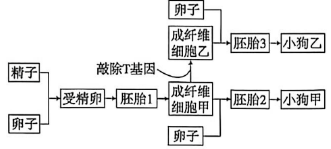 卵子
成纤维
细胞乙
胚胎3
小狗乙
敲除T基因
精子
受精卵
胚胎1
成纤维
细胞甲
胚胎2
小狗甲
卵子
卵子